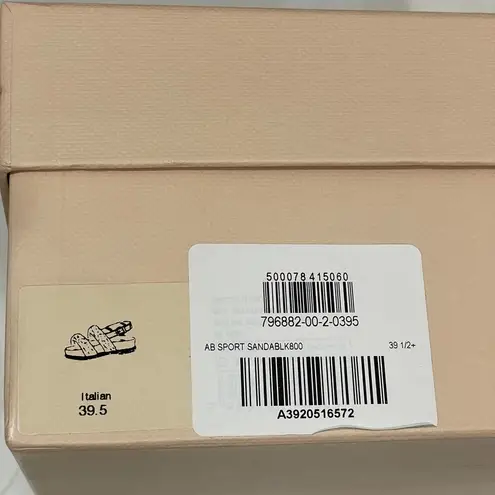 Italian
39.5
500078 415060
796882-00-2-0395
AB SPORT SANDABLK800 39 1/2+
A3920516572